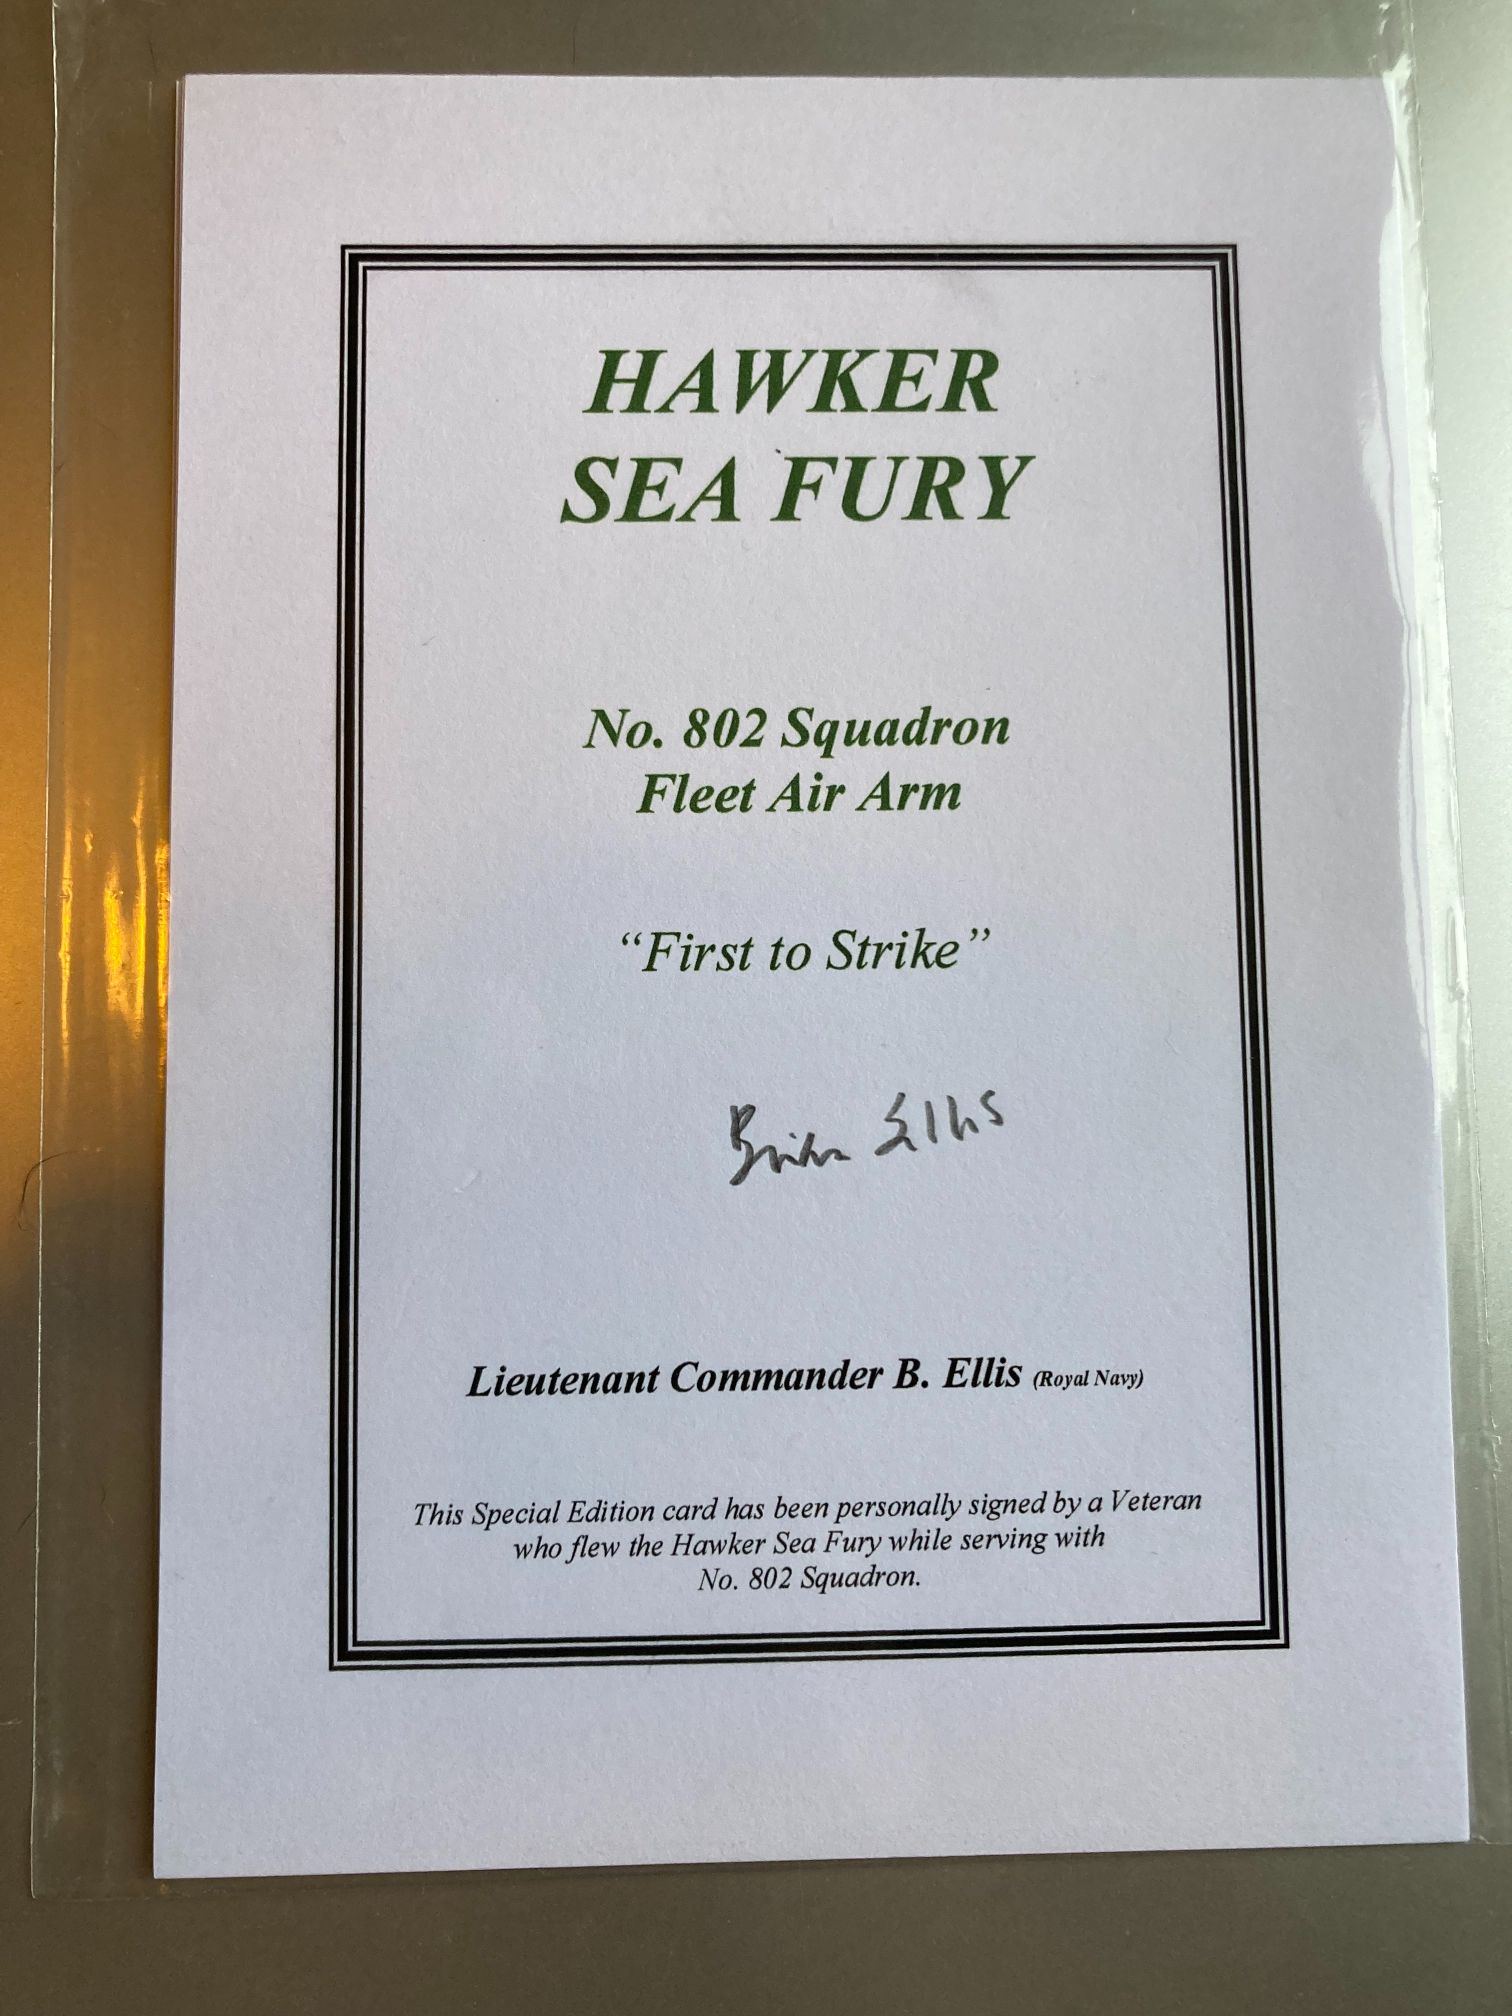 HAWKER
SEA FURY
No. 802 Squadron
Fleet Air Arm
“First to Strike”
Brian Ellis
Lieutenant Commander B. Ellis (Royal Navy)
This Special Edition card has been personally signed by a Veteran
who flew the Hawker Sea Fury while serving with
No. 802 Squadron.